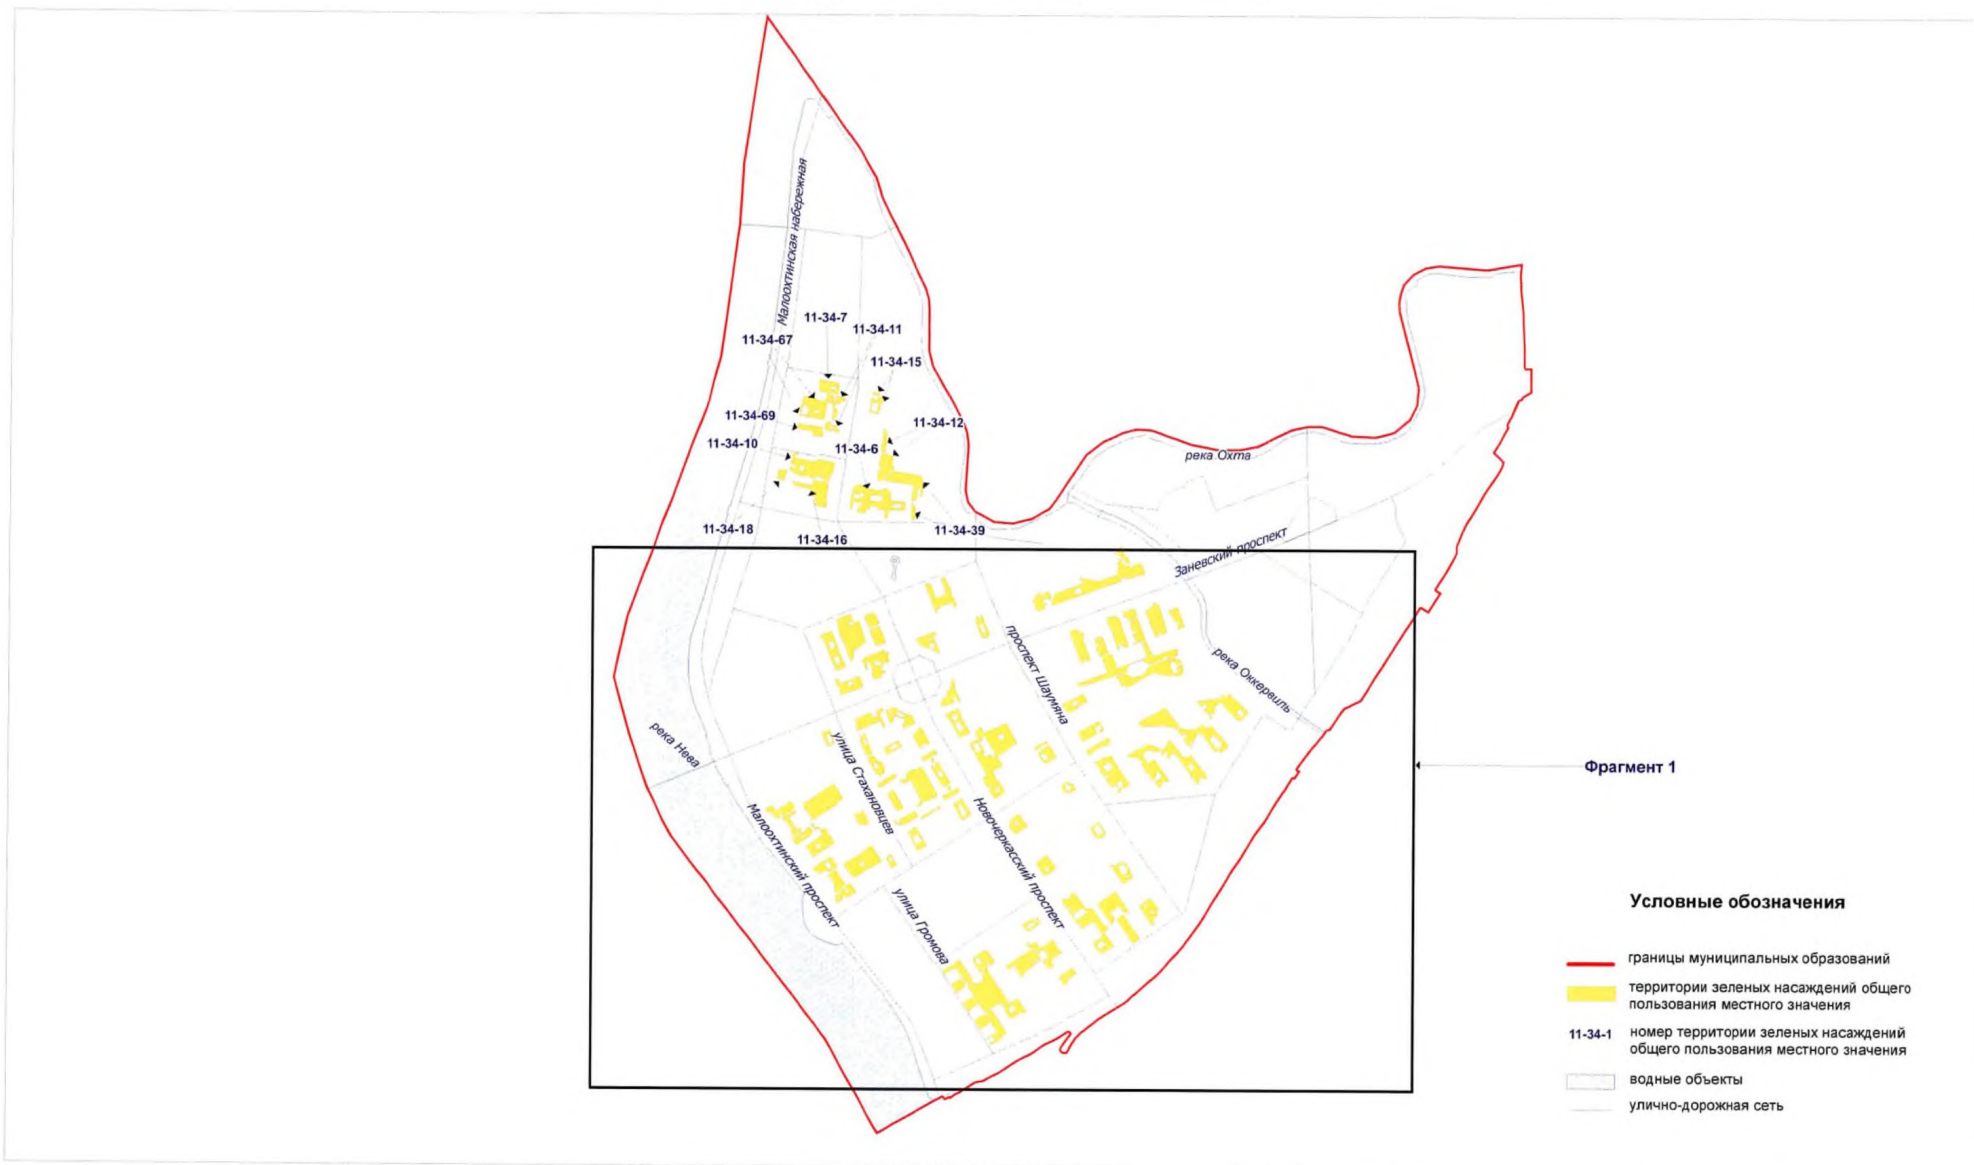 Малоохтинская набережная
11-34-7
11-34-11
11-34-67
11-34-15
11-34-69
11-34-12
11-34-10
11-34-6
река Охта
11-34-18
11-34-16
11-34-39
Заневский проспект
проспект Шаумяна
река Оккервиль
река Нева
улица Стахановцев
Фрагмент 1
Малоохтинский проспект
Новочеркасский проспект
улица Громова
Условные обозначения
границы муниципальных образований
территории зеленых насаждений общего
пользования местного значения
11-34-1
номер территории зеленых насаждений
общего пользования местного значения
водные объекты
улично-дорожная сеть